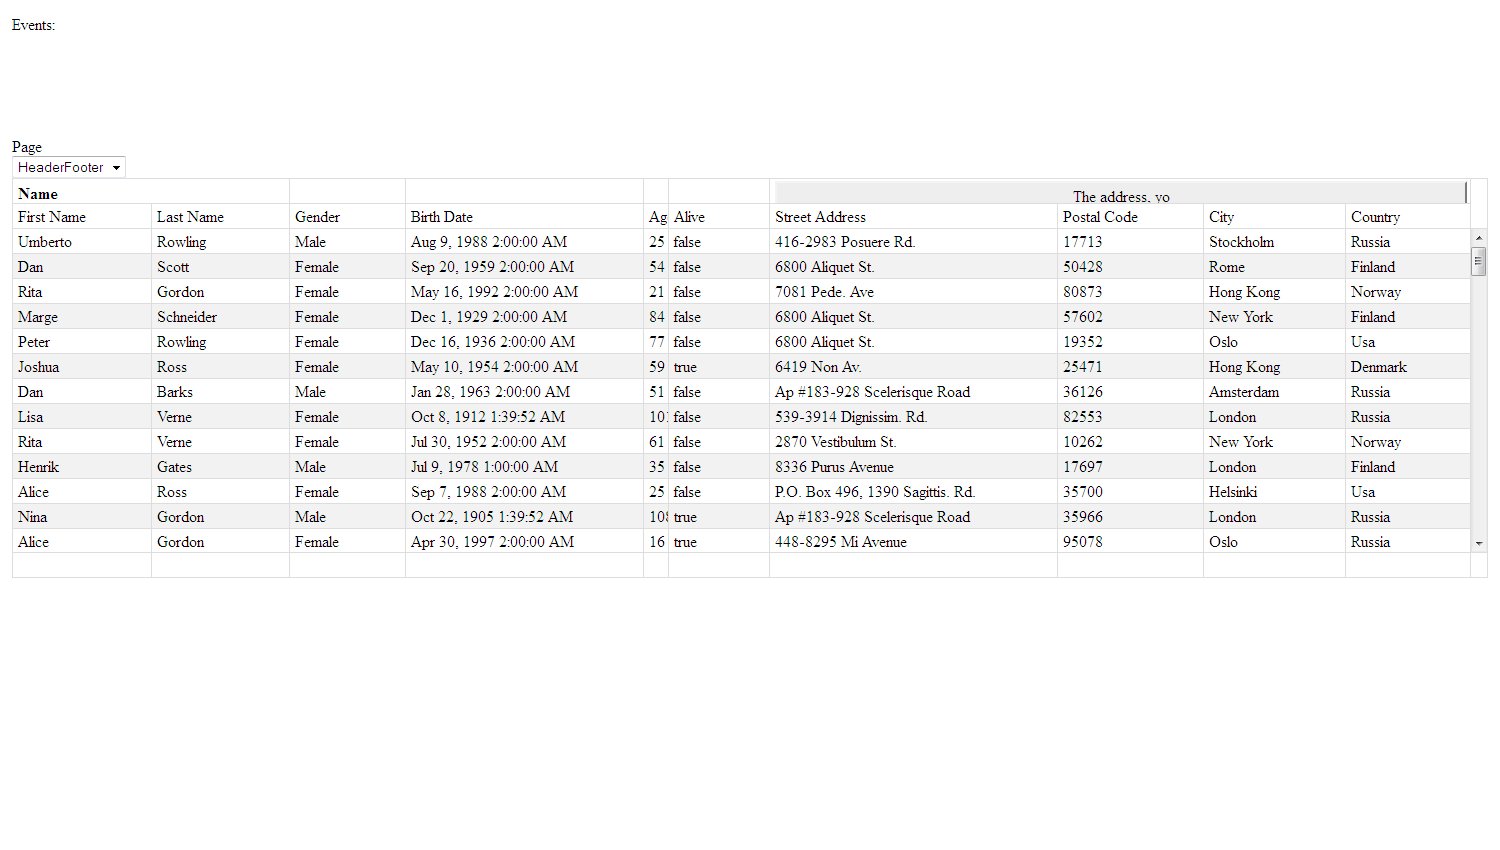 Events:
Page
HeaderFooter
Name The address, yo
First Name Last Name Gender Birth Date Ag Alive Street Address Postal Code City Country
Umberto Rowling Male Aug 9, 1988 2:00:00 AM 25 false 416-2983 Posuere Rd. 17713 Stockholm Russia
Dan Scott Female Sep 20, 1959 2:00:00 AM 54 false 6800 Aliquet St. 50428 Rome Finland
Rita Gordon Female May 16, 1992 2:00:00 AM 21 false 7081 Pede. Ave 80873 Hong Kong Norway
Marge Schneider Female Dec 1, 1929 2:00:00 AM 84 false 6800 Aliquet St. 57602 New York Finland
Peter Rowling Female Dec 16, 1936 2:00:00 AM 77 false 6800 Aliquet St. 19352 Oslo Usa
Joshua Ross Female May 10, 1954 2:00:00 AM 59 true 6419 Non Av. 25471 Hong Kong Denmark
Dan Barks Male Jan 28, 1963 2:00:00 AM 51 false Ap #183-928 Scelerisque Road 36126 Amsterdam Russia
Lisa Verne Female Oct 8, 1912 1:39:52 AM 101 false 539-3914 Dignissim. Rd. 82553 London Russia
Rita Verne Female Jul 30, 1952 2:00:00 AM 61 false 2870 Vestibulum St. 10262 New York Norway
Henrik Gates Male Jul 9, 1978 1:00:00 AM 35 false 8336 Purus Avenue 17697 London Finland
Alice Ross Female Sep 7, 1988 2:00:00 AM 25 false P.O. Box 496, 1390 Sagittis. Rd. 35700 Helsinki Usa
Nina Gordon Male Oct 22, 1905 1:39:52 AM 108 true Ap #183-928 Scelerisque Road 35966 London Russia
Alice Gordon Female Apr 30, 1997 2:00:00 AM 16 true 448-8295 Mi Avenue 95078 Oslo Russia